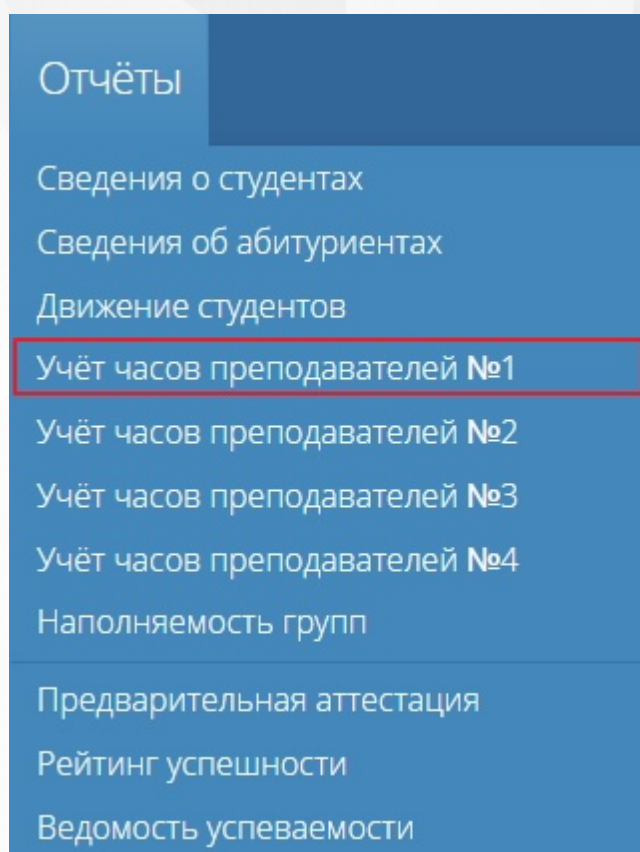 Отчёты
Сведения о студентах
Сведения об абитуриентах
Движение студентов
Учёт часов преподавателей №1
Учёт часов преподавателей №2
Учёт часов преподавателей №3
Учёт часов преподавателей №4
Наполняемость групп
Предварительная аттестация
Рейтинг успешности
Ведомость успеваемости